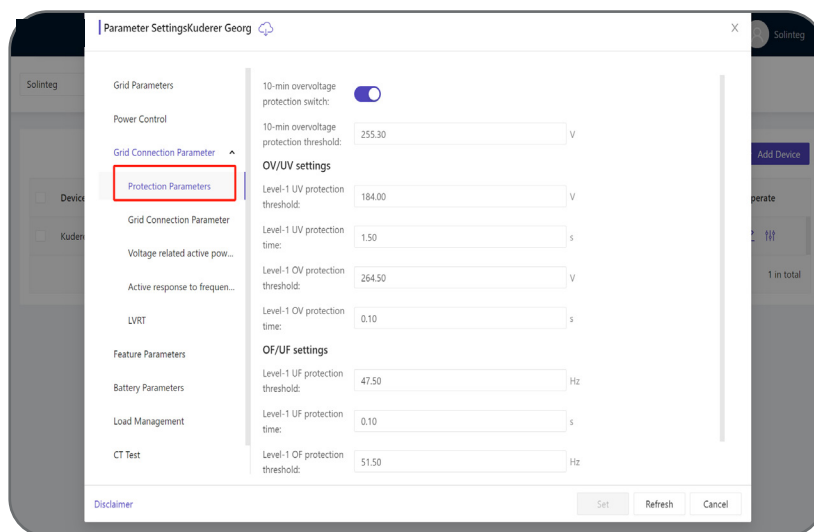 Parameter SettingsKuderer Georg
X
Solinteg
Solinteg
Add Device
Device
perate
Kuder
1 in total
Grid Parameters
Power Control
Grid Connection Parameter
Protection Parameters
Grid Connection Parameter
Voltage related active pow...
Active response to frequen...
LVRT
Feature Parameters
Battery Parameters
Load Management
CT Test
10-min overvoltage
protection switch:
10-min overvoltage
protection threshold:
255.30 V
OV/UV settings
Level-1 UV protection
threshold:
184.00 V
Level-1 UV protection
time:
1.50 s
Level-1 OV protection
threshold:
264.50 V
Level-1 OV protection
time:
0.10 s
OF/UF settings
Level-1 UF protection
threshold:
47.50 Hz
Level-1 UF protection
time:
0.10 s
Level-1 OF protection
threshold:
51.50 Hz
Disclaimer
Set Refresh Cancel